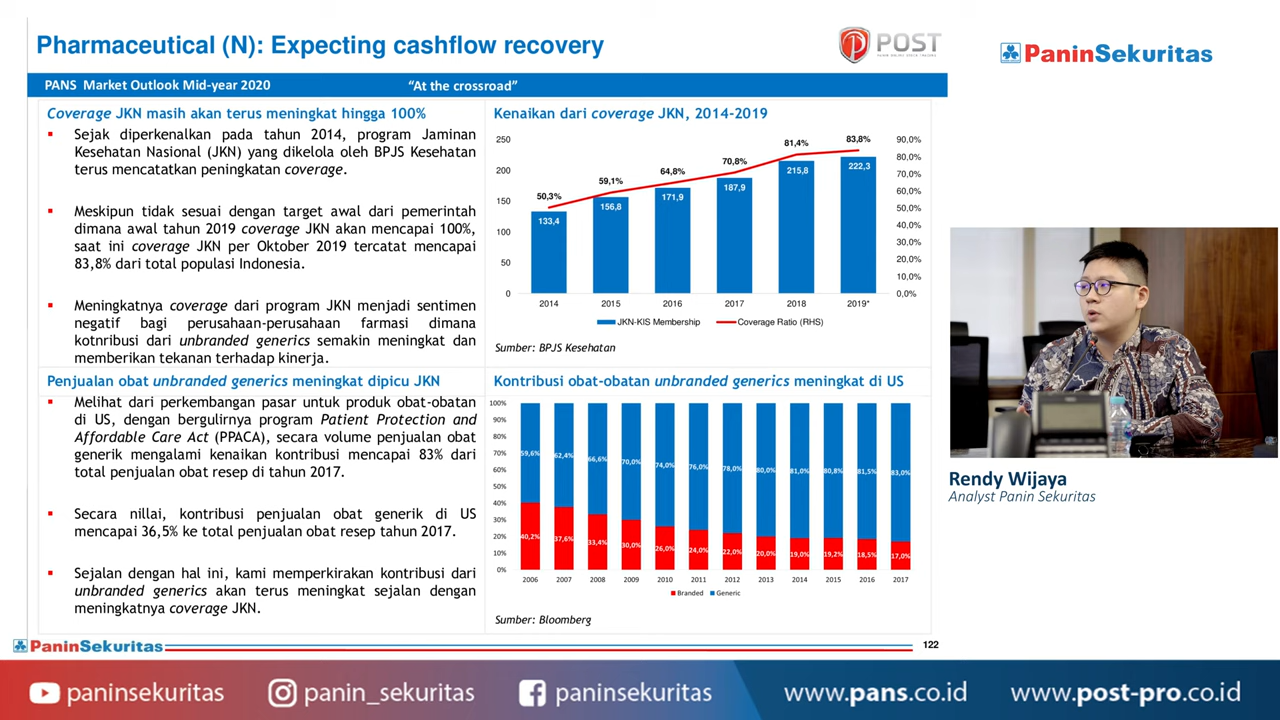 Pharmaceutical (N): Expecting cashflow recovery
POST
PANIN ONLINE STOCK TRADING
PaninSekuritas
PANS Market Outlook Mid-year 2020
“At the crossroad”
Coverage JKN masih akan terus meningkat hingga 100%
▪ Sejak diperkenalkan pada tahun 2014, program Jaminan
Kesehatan Nasional (JKN) yang dikelola oleh BPJS Kesehatan
terus mencatatkan peningkatan coverage.
▪ Meskipun tidak sesuai dengan target awal dari pemerintah
dimana awal tahun 2019 coverage JKN akan mencapai 100%,
saat ini coverage JKN per Oktober 2019 tercatat mencapai
83,8% dari total populasi Indonesia.
▪ Meningkatnya coverage dari program JKN menjadi sentimen
negatif bagi perusahaan-perusahaan farmasi dimana
kotnribusi dari unbranded generics semakin meningkat dan
memberikan tekanan terhadap kinerja.
Kenaikan dari coverage JKN, 2014-2019
250
200
150
100
50
0
50,3%
59,1%
64,8%
70,8%
81,4%
83,8%
133,4
156,8
171,9
187,9
215,8
222,3
90,0%
80,0%
70,0%
60,0%
50,0%
40,0%
30,0%
20,0%
10,0%
0,0%
2014 2015 2016 2017 2018 2019*
JKN-KIS Membership Coverage Ratio (RHS)
Sumber: BPJS Kesehatan
Penjualan obat unbranded generics meningkat dipicu JKN
▪ Melihat dari perkembangan pasar untuk produk obat-obatan
di US, dengan bergulirnya program Patient Protection and
Affordable Care Act (PPACA), secara volume penjualan obat
generik mengalami kenaikan kontribusi mencapai 83% dari
total penjualan obat resep di tahun 2017.
▪ Secara nillai, kontribusi penjualan obat generik di US
mencapai 36,5% ke total penjualan obat resep tahun 2017.
▪ Sejalan dengan hal ini, kami memperkirakan kontribusi dari
unbranded generics akan terus meningkat sejalan dengan
meningkatnya coverage JKN.
Kontribusi obat-obatan unbranded generics meningkat di US
100%
90%
80%
70%
60%
50%
40%
30%
20%
10%
0%
59,6% 62,4% 66,6% 70,0% 74,0% 76,0% 78,0% 80,0% 81,0% 80,8% 81,5% 83,0%
40,2% 37,6% 33,4% 30,0% 26,0% 24,0% 22,0% 20,0% 19,0% 19,2% 18,5% 17,0%
2006 2007 2008 2009 2010 2011 2012 2013 2014 2015 2016 2017
Branded Generic
Sumber: Bloomberg
Rendy Wijaya
Analyst Panin Sekuritas
PaninSekuritas
122
paninsekuritas
panin_sekuritas
paninsekuritas
www.pans.co.id
www.post-pro.co.id